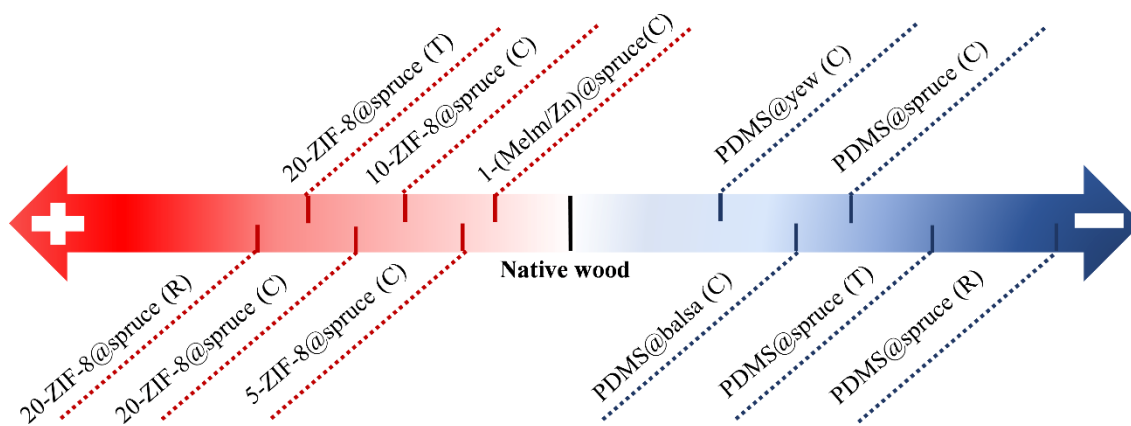 20-ZIF-8@spruce (T)
10-ZIF-8@spruce (C)
1-(MeIm/Zn)@spruce(C)
PDMS@yew (C)
PDMS@spruce (C)
Native wood
20-ZIF-8@spruce (R)
20-ZIF-8@spruce (C)
5-ZIF-8@spruce (C)
PDMS@balsa (C)
PDMS@spruce (T)
PDMS@spruce (R)